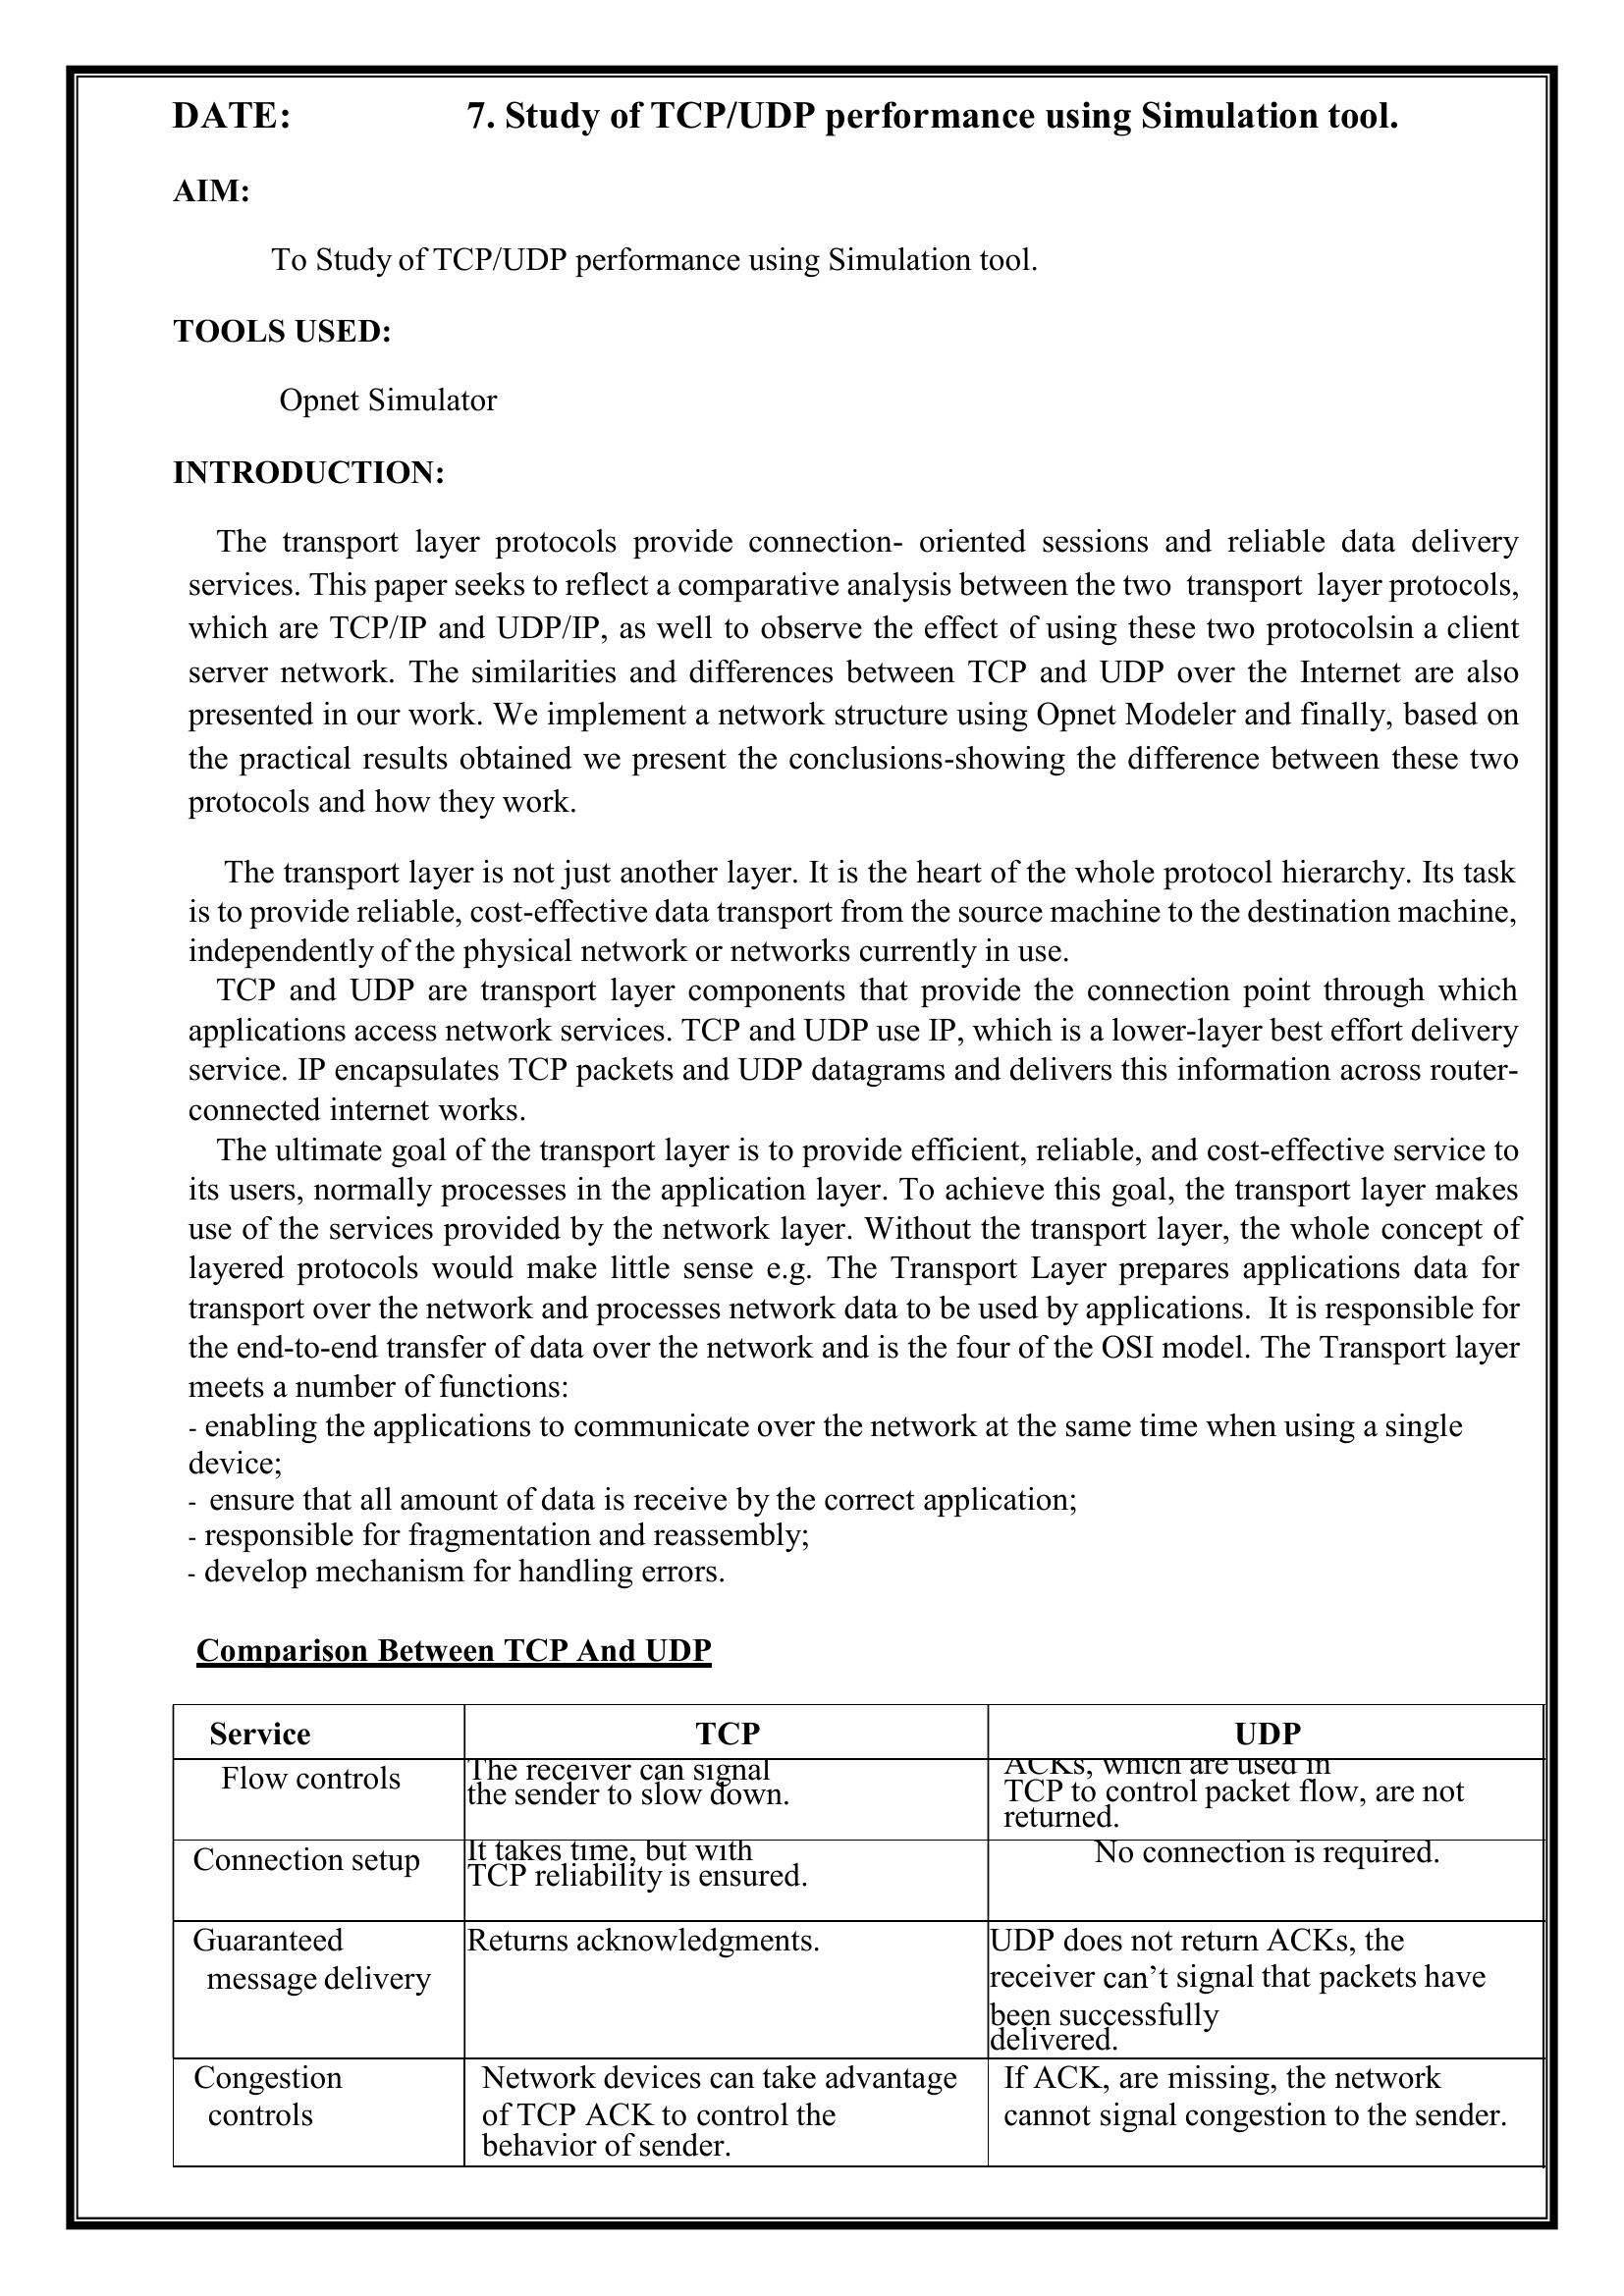 DATE: 7. Study of TCP/UDP performance using Simulation tool.
AIM:
To Study of TCP/UDP performance using Simulation tool.
TOOLS USED:
Opnet Simulator
INTRODUCTION:
The transport layer protocols provide connection- oriented sessions and reliable data delivery
services. This paper seeks to reflect a comparative analysis between the two transport layer protocols,
which are TCP/IP and UDP/IP, as well to observe the effect of using these two protocolsin a client
server network. The similarities and differences between TCP and UDP over the Internet are also
presented in our work. We implement a network structure using Opnet Modeler and finally, based on
the practical results obtained we present the conclusions-showing the difference between these two
protocols and how they work.
The transport layer is not just another layer. It is the heart of the whole protocol hierarchy. Its task
is to provide reliable, cost-effective data transport from the source machine to the destination machine,
independently of the physical network or networks currently in use.
TCP and UDP are transport layer components that provide the connection point through which
applications access network services. TCP and UDP use IP, which is a lower-layer best effort delivery
service. IP encapsulates TCP packets and UDP datagrams and delivers this information across router-
connected internet works.
The ultimate goal of the transport layer is to provide efficient, reliable, and cost-effective service to
its users, normally processes in the application layer. To achieve this goal, the transport layer makes
use of the services provided by the network layer. Without the transport layer, the whole concept of
layered protocols would make little sense e.g. The Transport Layer prepares applications data for
transport over the network and processes network data to be used by applications. It is responsible for
the end-to-end transfer of data over the network and is the four of the OSI model. The Transport layer
meets a number of functions:
- enabling the applications to communicate over the network at the same time when using a single
device;
- ensure that all amount of data is receive by the correct application;
- responsible for fragmentation and reassembly;
- develop mechanism for handling errors.
Comparison Between TCP And UDP
Service TCP UDP
Flow controls
The receiver can signal
the sender to slow down.
ACKs, which are used in
TCP to control packet flow, are not
returned.
Connection setup
It takes time, but with
TCP reliability is ensured.
No connection is required.
Guaranteed
message delivery
Returns acknowledgments.
UDP does not return ACKs, the
receiver can’t signal that packets have
been successfully
delivered.
Congestion
controls
Network devices can take advantage
of TCP ACK to control the
behavior of sender.
If ACK, are missing, the network
cannot signal congestion to the sender.